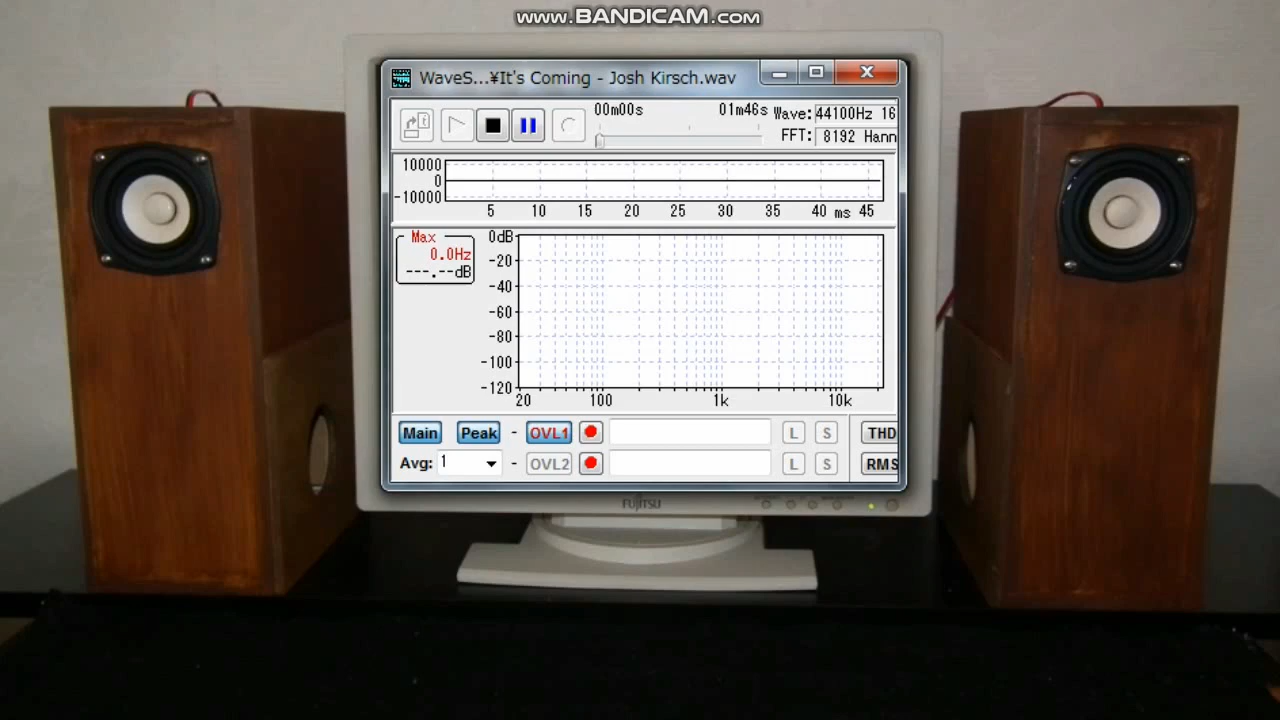 www.BANDICAM.com
WaveS...¥It's Coming - Josh Kirsch.wav
00m00s 01m46s Wave: 44100Hz 16
FFT: 8192 Hann
10000
0
-10000
5 10 15 20 25 30 35 40 ms 45
Max
0.0Hz
---.--dB
0dB
-20
-40
-60
-80
-100
-120
20 100 1k 10k
Main Peak - OVL1 L S THD
Avg: 1 - OVL2 L S RMS
FUJITSU